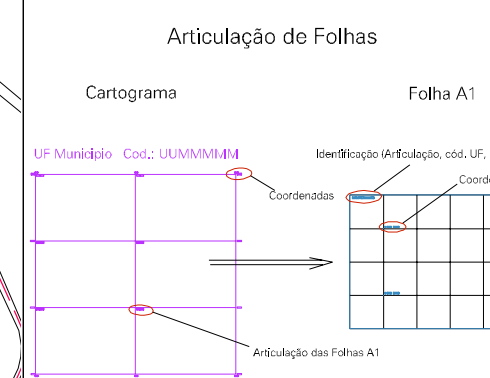 Articulação de Folhas
Cartograma
Folha A1
UF Municipio Cod.: UUMMMMM
Identificação (Articulação, cód. UF,
Coordenadas
Coord
Articulação das Folhas A1